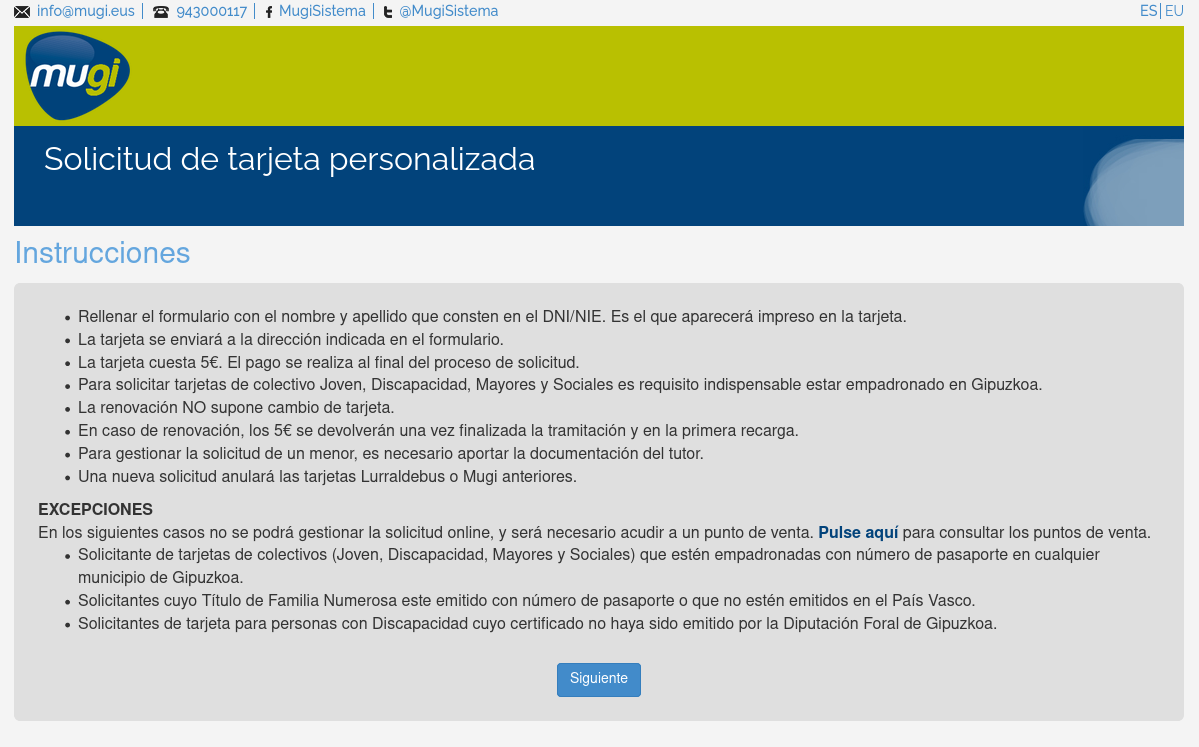 info@mugi.eus | 943000117 | MugiSistema | @MugiSistema ES|EU
mugi
Solicitud de tarjeta personalizada
Instrucciones
• Rellenar el formulario con el nombre y apellido que consten en el DNI/NIE. Es el que aparecerá impreso en la tarjeta.
• La tarjeta se enviará a la dirección indicada en el formulario.
• La tarjeta cuesta 5€. El pago se realiza al final del proceso de solicitud.
• Para solicitar tarjetas de colectivo Joven, Discapacidad, Mayores y Sociales es requisito indispensable estar empadronado en Gipuzkoa.
• La renovación NO supone cambio de tarjeta.
• En caso de renovación, los 5€ se devolverán una vez finalizada la tramitación y en la primera recarga.
• Para gestionar la solicitud de un menor, es necesario aportar la documentación del tutor.
• Una nueva solicitud anulará las tarjetas Lurraldebus o Mugi anteriores.
EXCEPCIONES
En los siguientes casos no se podrá gestionar la solicitud online, y será necesario acudir a un punto de venta. Pulse aquí para consultar los puntos de venta.
• Solicitante de tarjetas de colectivos (Joven, Discapacidad, Mayores y Sociales) que estén empadronadas con número de pasaporte en cualquier
municipio de Gipuzkoa.
• Solicitantes cuyo Título de Familia Numerosa este emitido con número de pasaporte o que no estén emitidos en el País Vasco.
• Solicitantes de tarjeta para personas con Discapacidad cuyo certificado no haya sido emitido por la Diputación Foral de Gipuzkoa.
Siguiente